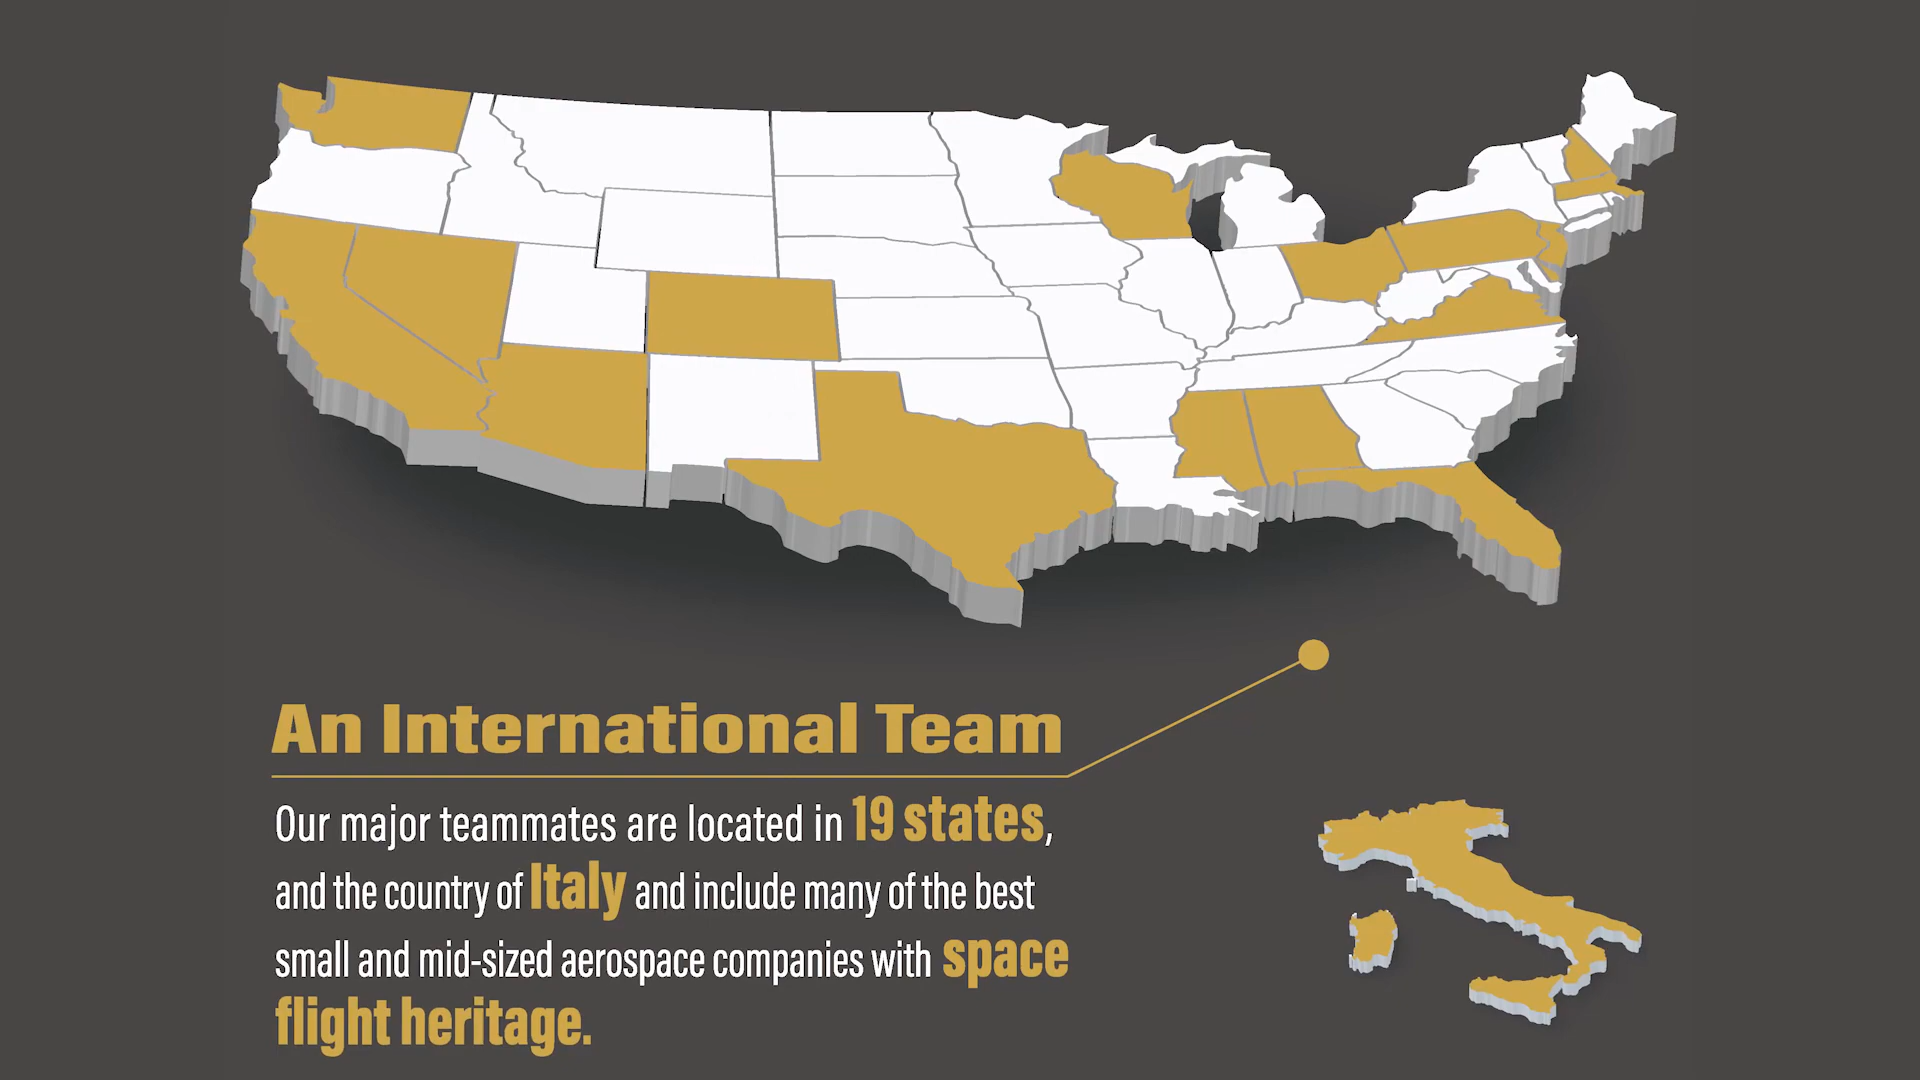 An International Team
Our major teammates are located in 19 states,
and the country of Italy and include many of the best
small and mid-sized aerospace companies with space
flight heritage.